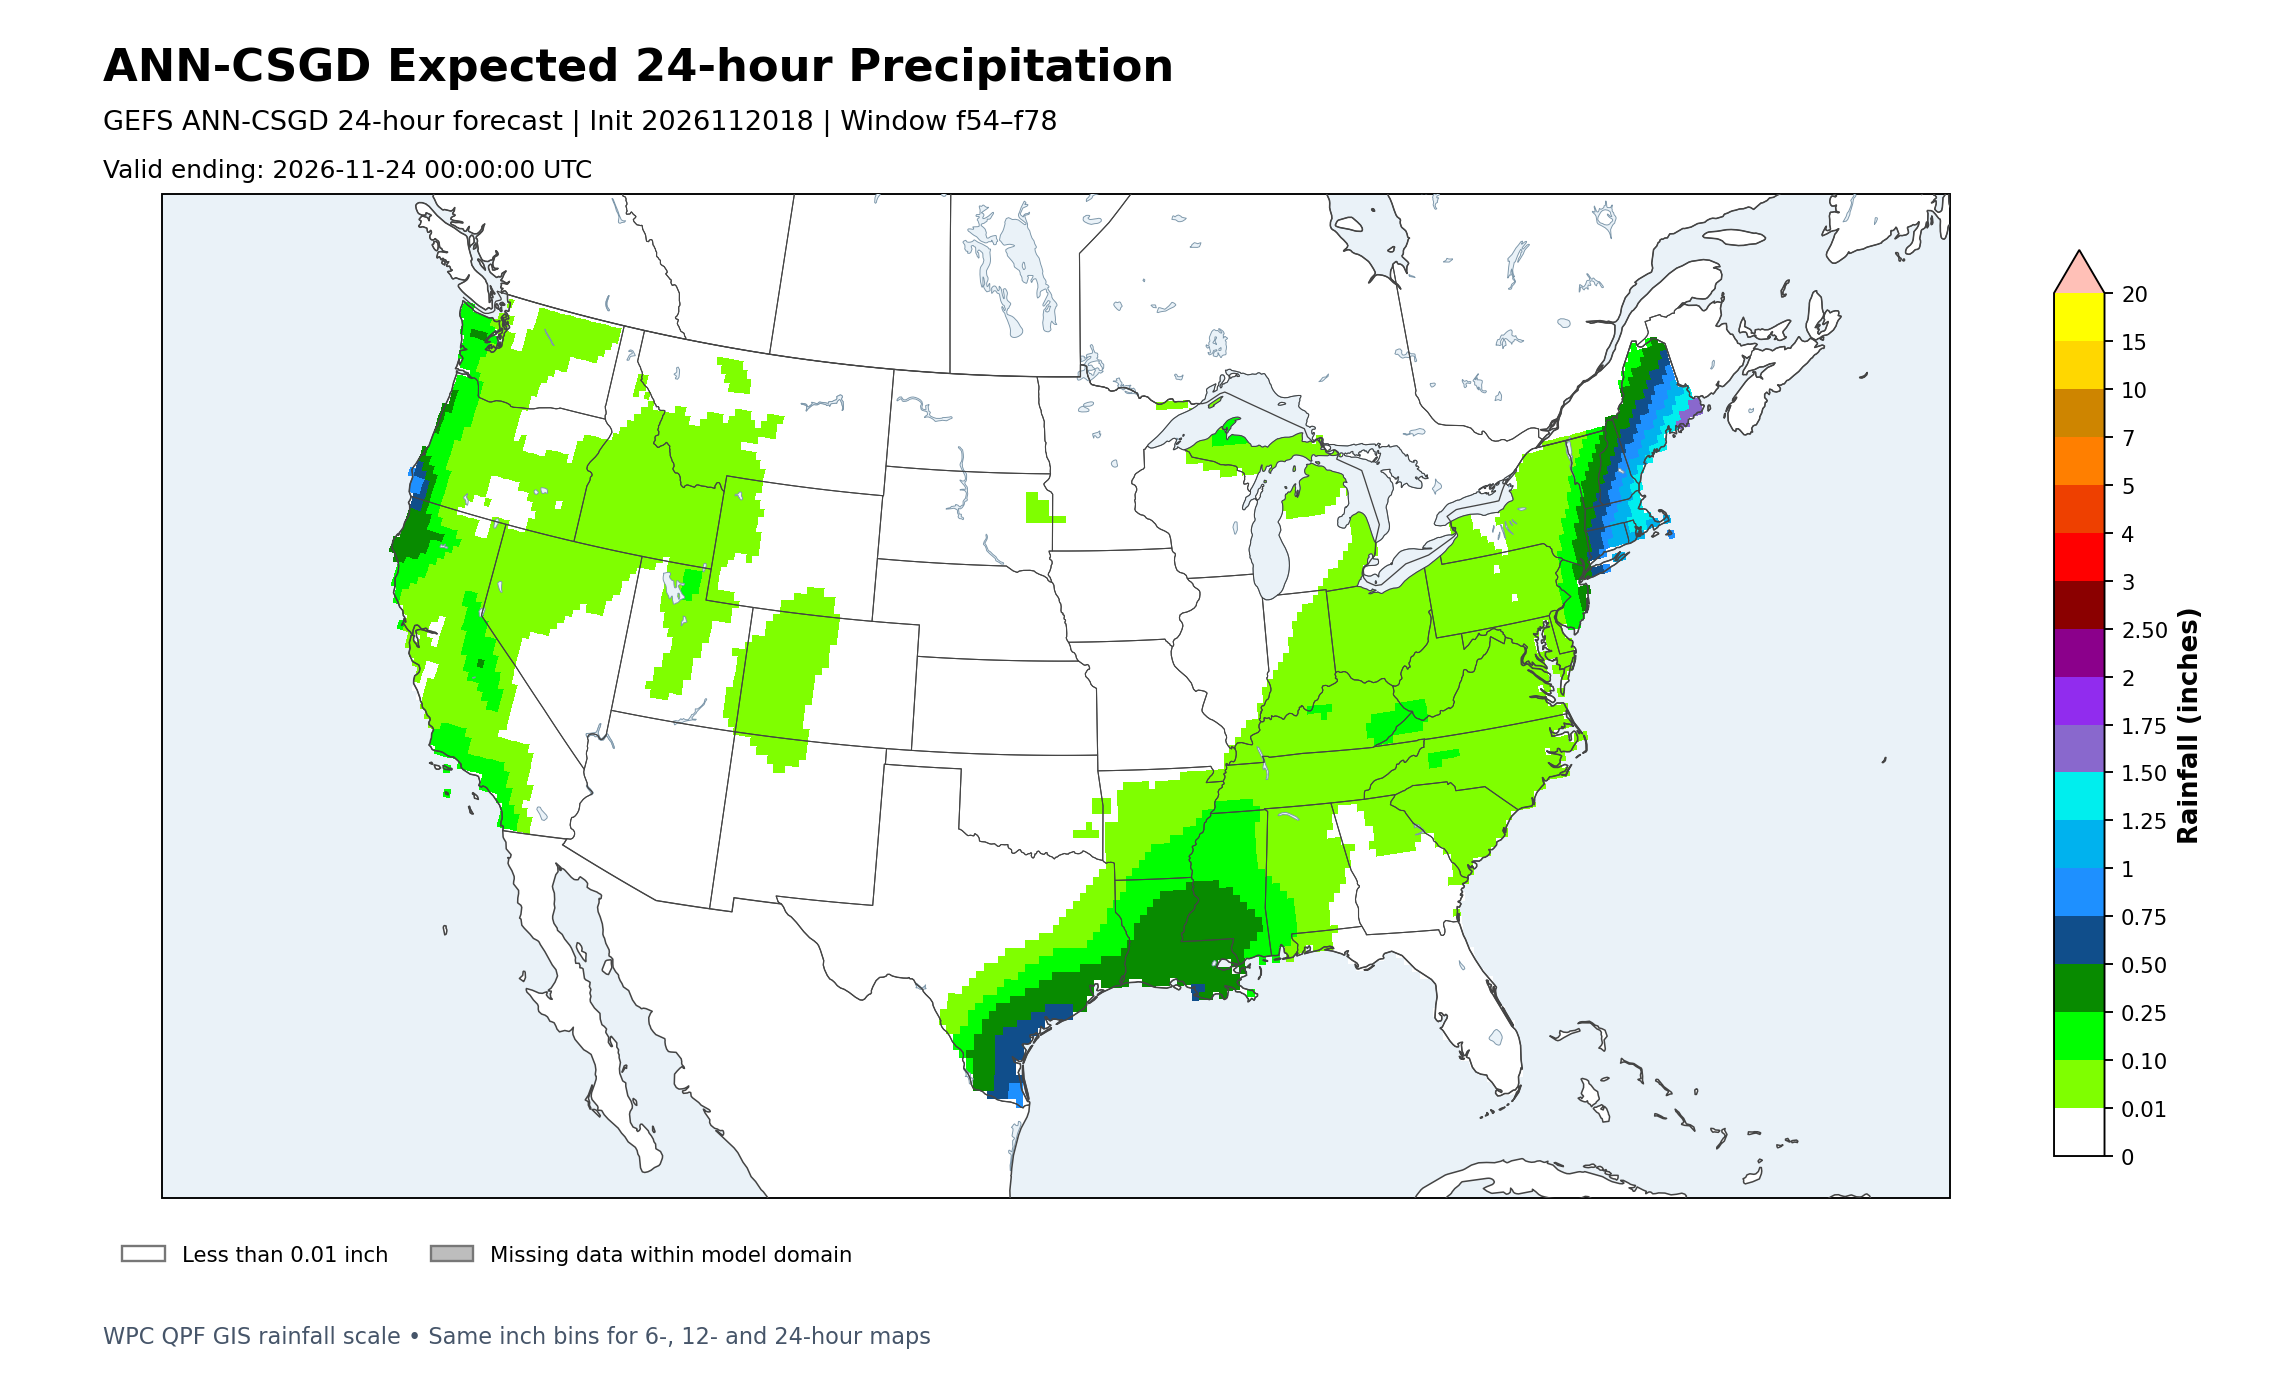 ANN-CSGD Expected 24-hour Precipitation
GEFS ANN-CSGD 24-hour forecast | Init 2026112018 | Window f54–f78
Valid ending: 2026-11-24 00:00:00 UTC
20
15
10
7
5
4
3
2.50
2
1.75
1.50
1.25
1
0.75
0.50
0.25
0.10
0.01
0
Rainfall (inches)
Less than 0.01 inch
Missing data within model domain
WPC QPF GIS rainfall scale • Same inch bins for 6-, 12- and 24-hour maps